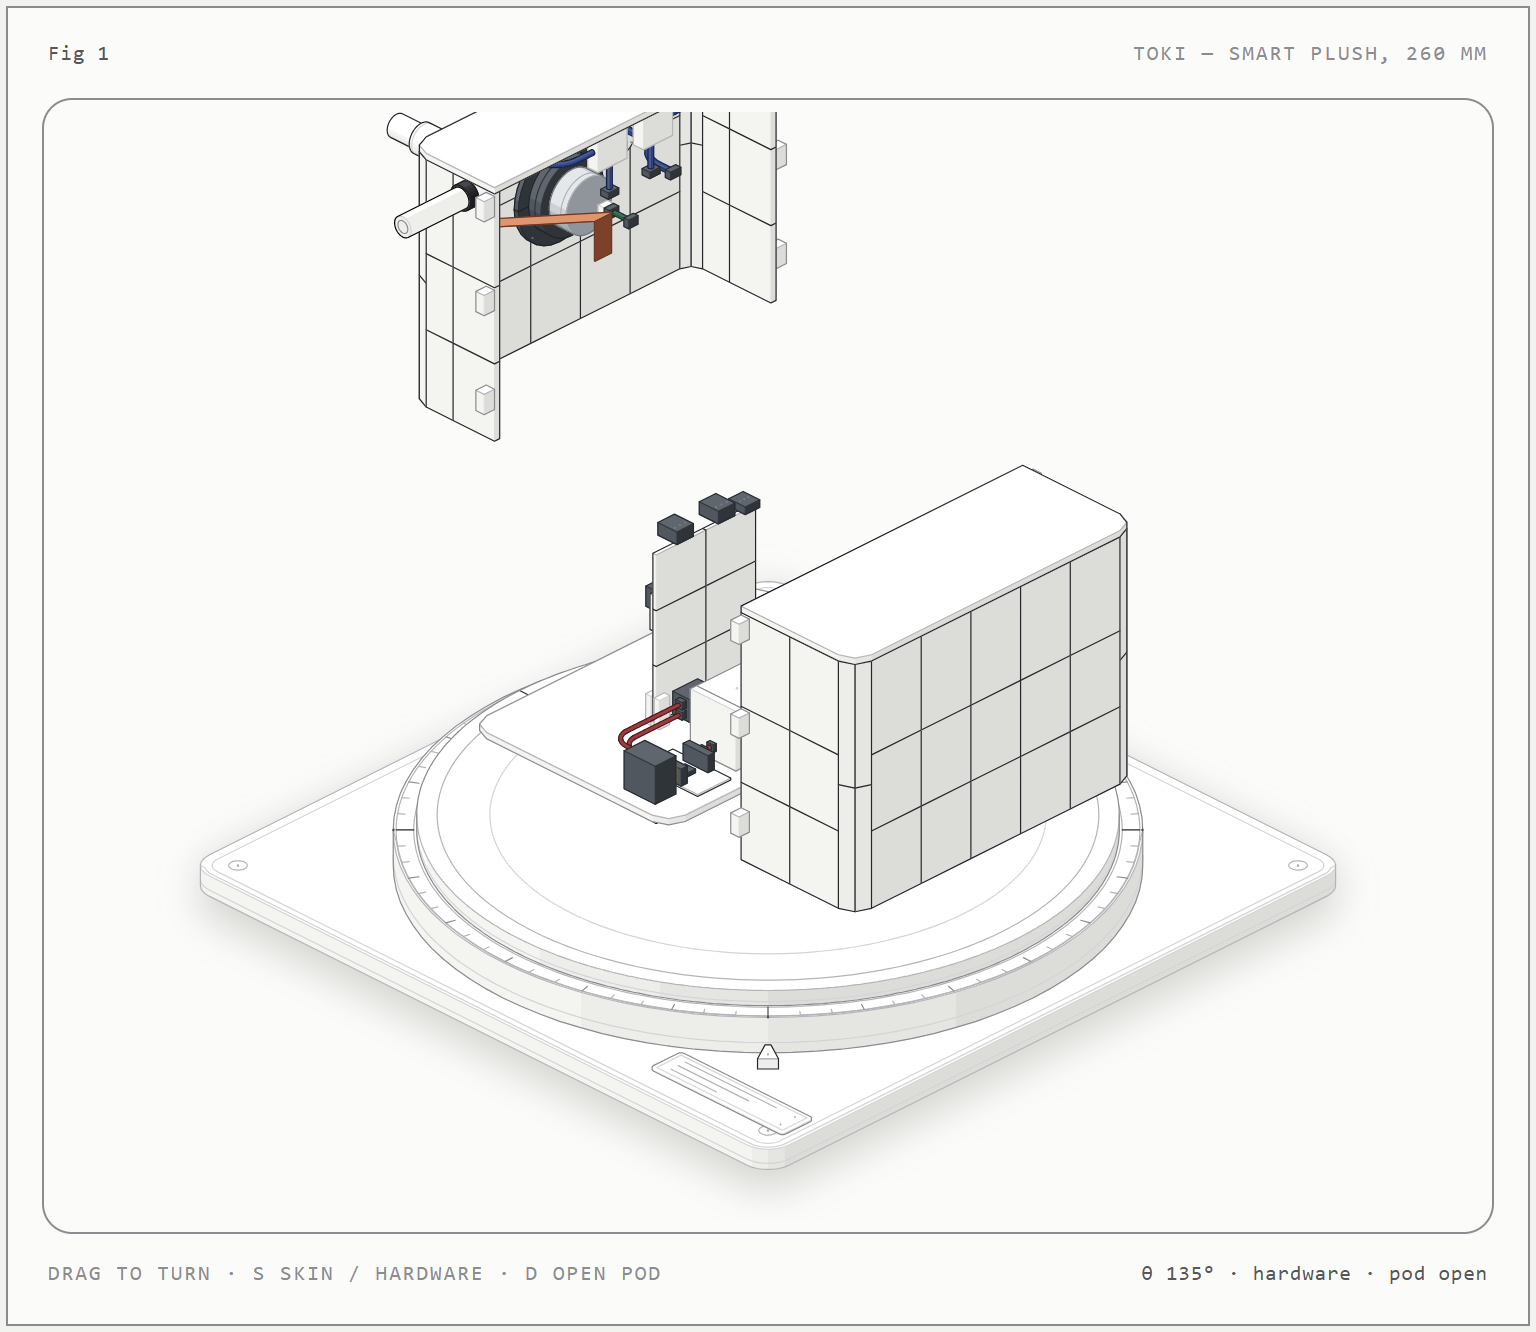 Fig 1
TOKI — SMART PLUSH, 260 MM
DRAG TO TURN · S SKIN / HARDWARE · D OPEN POD
θ 135° · hardware · pod open